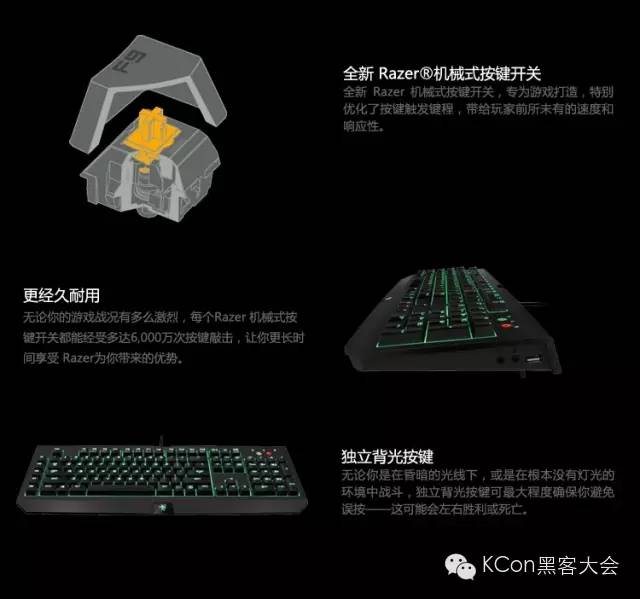 全新 Razer®机械式按键开关
全新 Razer 机械式按键开关，专为游戏打造，特别
优化了按键触发键程，带给玩家前所未有的速度和
响应性。
更经久耐用
无论你的游戏战况有多么激烈，每个Razer 机械式按
键开关都能经受多达6,000万次按键敲击，让你更长时
间享受 Razer为你带来的优势。
独立背光按键
无论你是在昏暗的光线下，或是在根本没有灯光的
环境中战斗，独立背光按键可最大程度确保你避免
误按——这可能会左右胜利或死亡。
KCon黑客大会